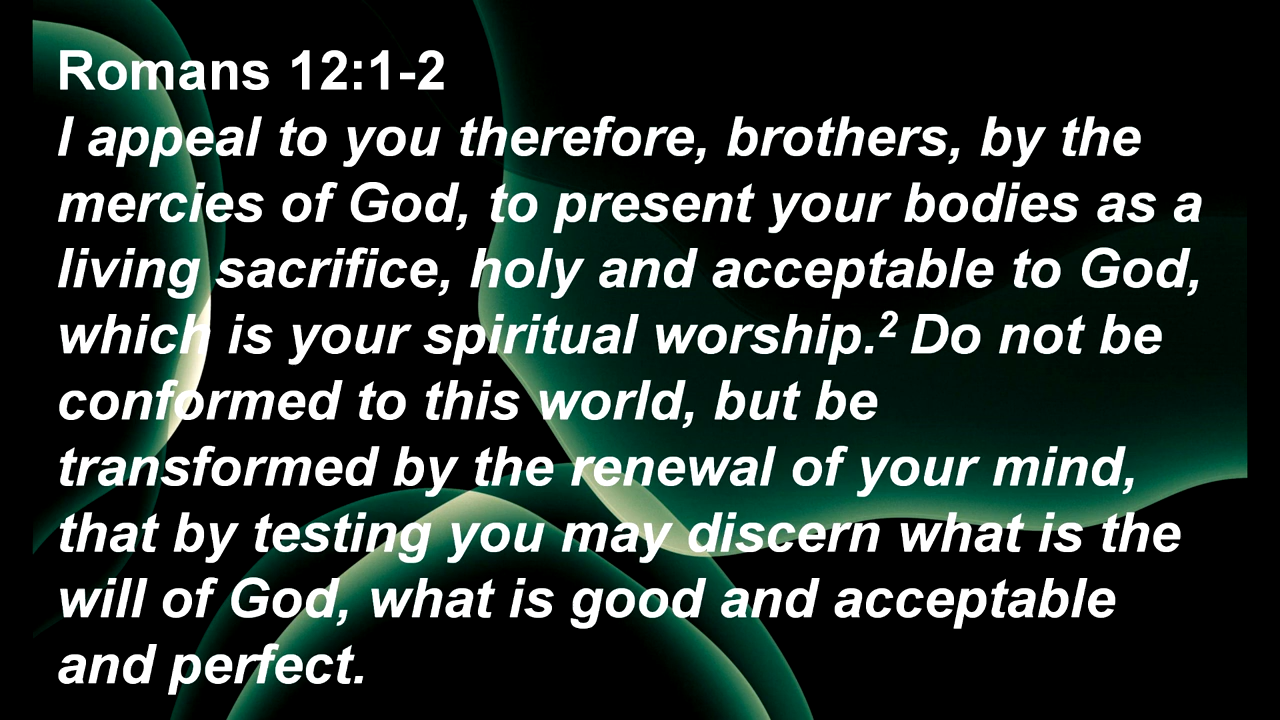 Romans 12:1-2
I appeal to you therefore, brothers, by the
mercies of God, to present your bodies as a
living sacrifice, holy and acceptable to God,
which is your spiritual worship.² Do not be
conformed to this world, but be
transformed by the renewal of your mind,
that by testing you may discern what is the
will of God, what is good and acceptable
and perfect.